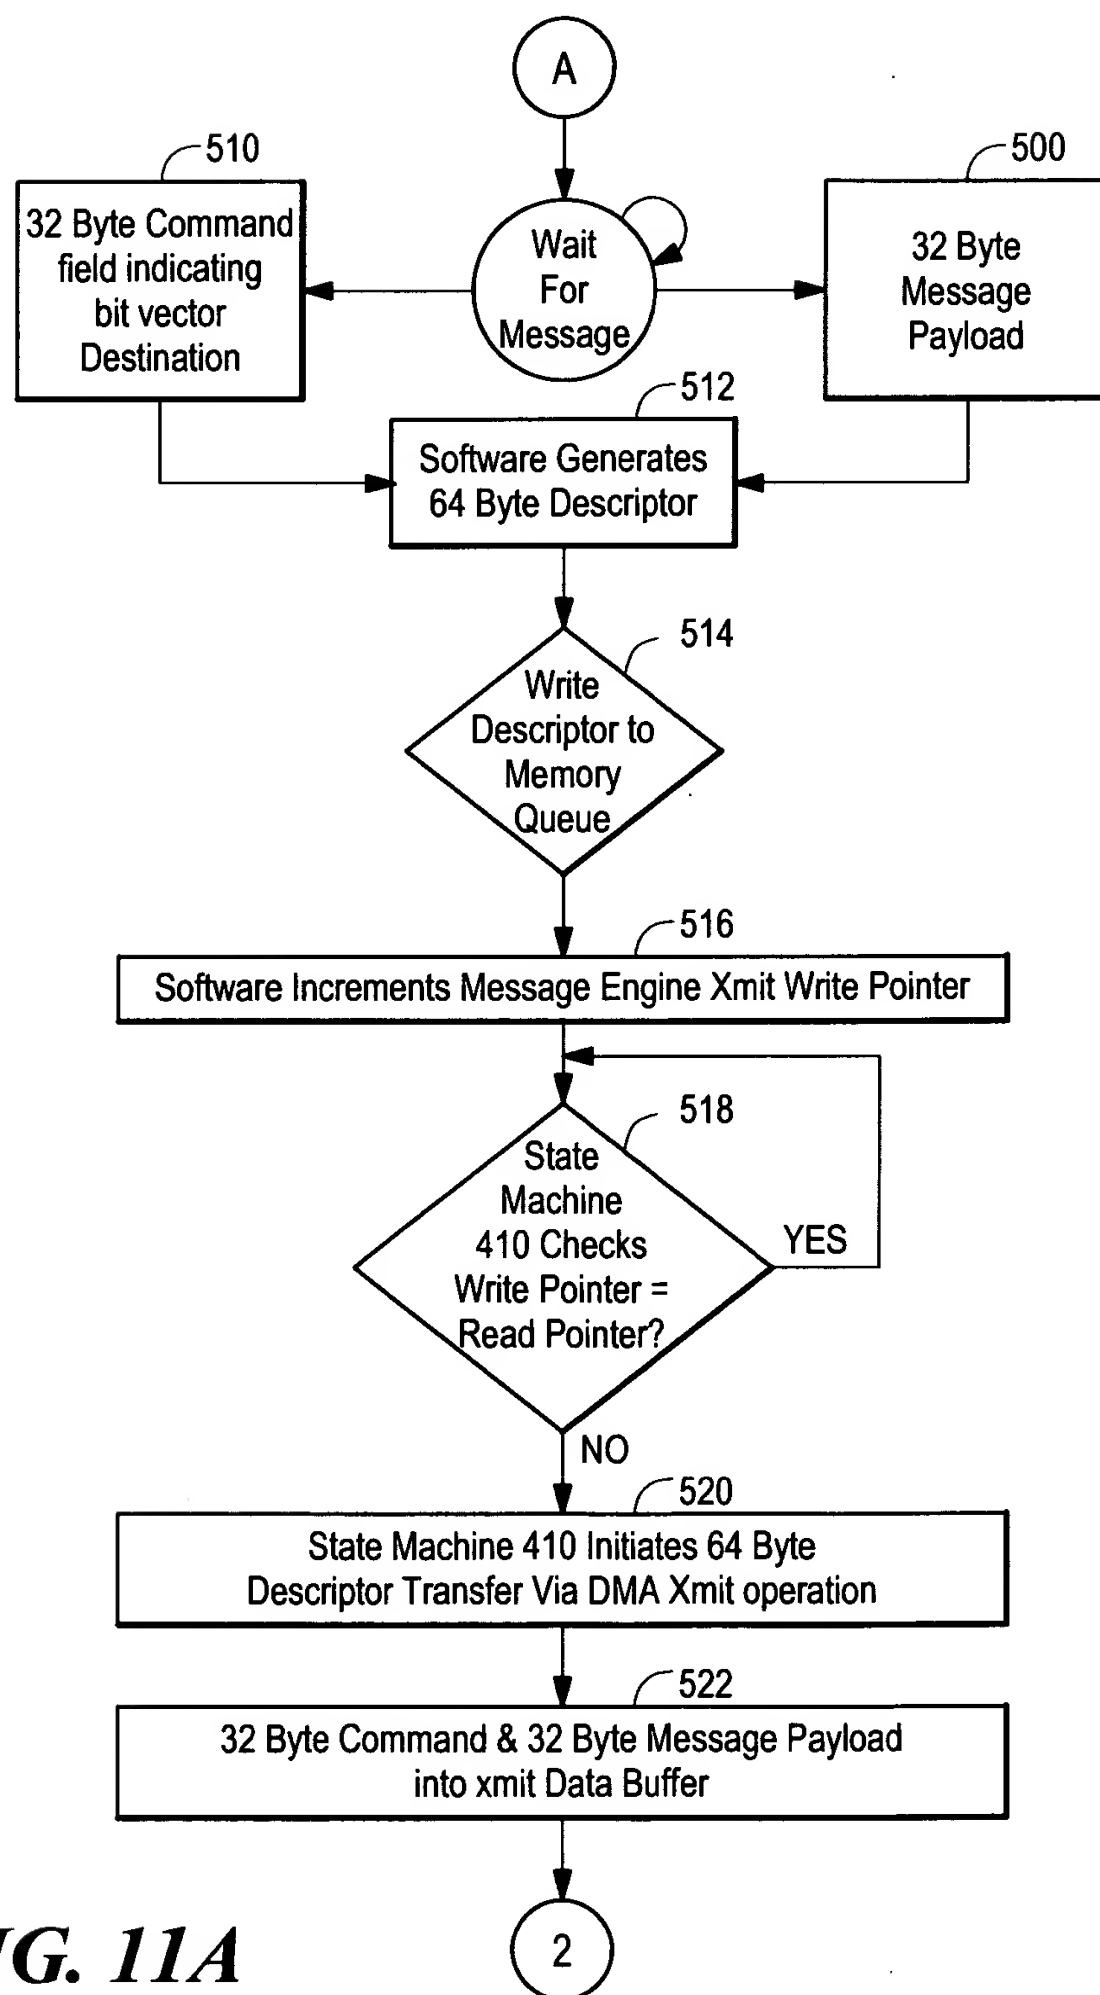 A
510
500
32 Byte Command
field indicating
bit vector
Destination
Wait
For
Message
32 Byte
Message
Payload
512
Software Generates
64 Byte Descriptor
514
Write
Descriptor to
Memory
Queue
516
Software Increments Message Engine Xmit Write Pointer
518
State
Machine
410 Checks
Write Pointer =
Read Pointer?
YES
NO
520
State Machine 410 Initiates 64 Byte
Descriptor Transfer Via DMA Xmit operation
522
32 Byte Command & 32 Byte Message Payload
into xmit Data Buffer
2
11A